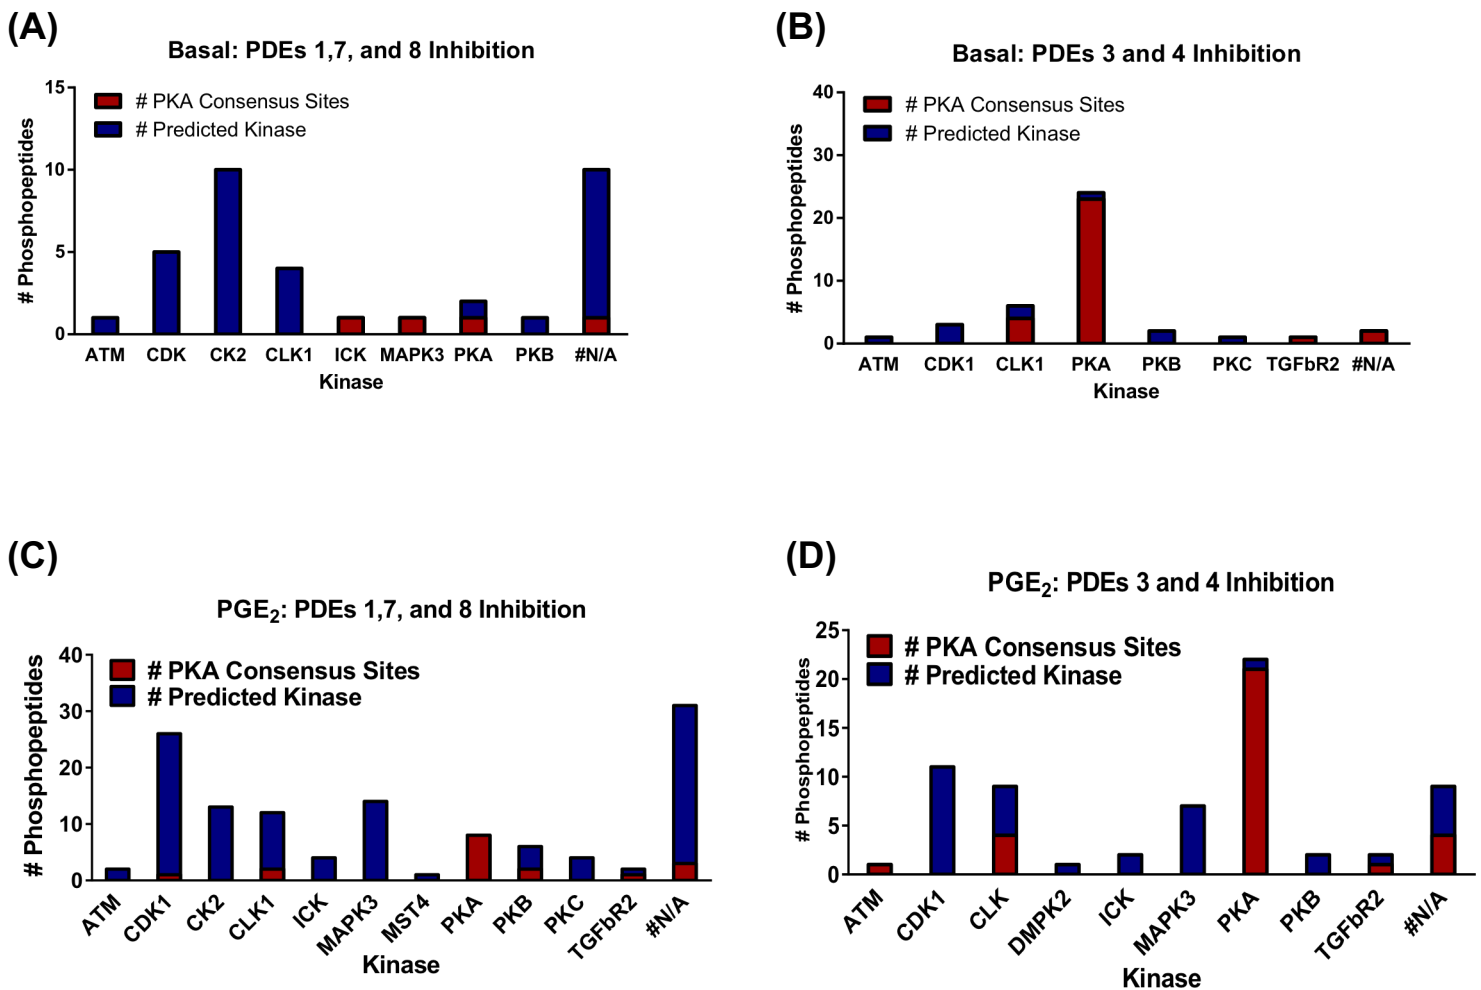 (A)
Basal: PDEs 1,7, and 8 Inhibition
# PKA Consensus Sites
# Predicted Kinase
# Phosphopeptides
15
10
5
0
ATM CDK CK2 CLK1 ICK MAPK3 PKA PKB #N/A
Kinase
(B)
Basal: PDEs 3 and 4 Inhibition
# PKA Consensus Sites
# Predicted Kinase
# Phosphopeptides
40
30
20
10
0
ATM CDK1 CLK1 PKA PKB PKC TGFbR2 #N/A
Kinase
(C)
PGE2: PDEs 1,7, and 8 Inhibition
# PKA Consensus Sites
# Predicted Kinase
# Phosphopeptides
40
30
20
10
0
ATM CDK1 CK2 CLK1 ICK MAPK3 MST4 PKA PKB PKC TGFbR2 #N/A
Kinase
(D)
PGE2: PDEs 3 and 4 Inhibition
# PKA Consensus Sites
# Predicted Kinase
# Phosphopeptides
25
20
15
10
5
0
ATM CDK1 CLK DMPK2 ICK MAPK3 PKA PKB TGFbR2 #N/A
Kinase